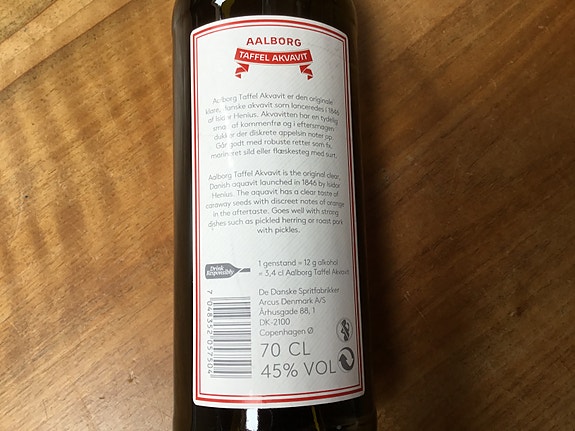 AALBORG
TAFFEL AKVAVIT
Aalborg Taffel Akvavit er den originale
klare, danske akvavit som lanceredes i 1846
af Isidor Henius. Akvavitten har en tydelig
smag af kommenfrø og i eftersmagen
dukker der diskrete appelsin noter op.
Går godt med robuste retter som fx.
marineret sild eller flæskesteg med surt.
Aalborg Taffel Akvavit is the original clear,
Danish aquavit launched in 1846 by Isidor
Henius. The aquavit has a clear taste of
caraway seeds with discreet notes of orange
in the aftertaste. Goes well with strong
dishes such as pickled herring or roast pork
with pickles.
Drink
Responsibly
1 genstand = 12 g alkohol
= 3,4 cl Aalborg Taffel Akvavit
De Danske Spritfabrikker
Arcus Denmark A/S
Århusgade 88, 1
DK-2100
Copenhagen Ø
70 CL
45% VOL
7 048352 057504